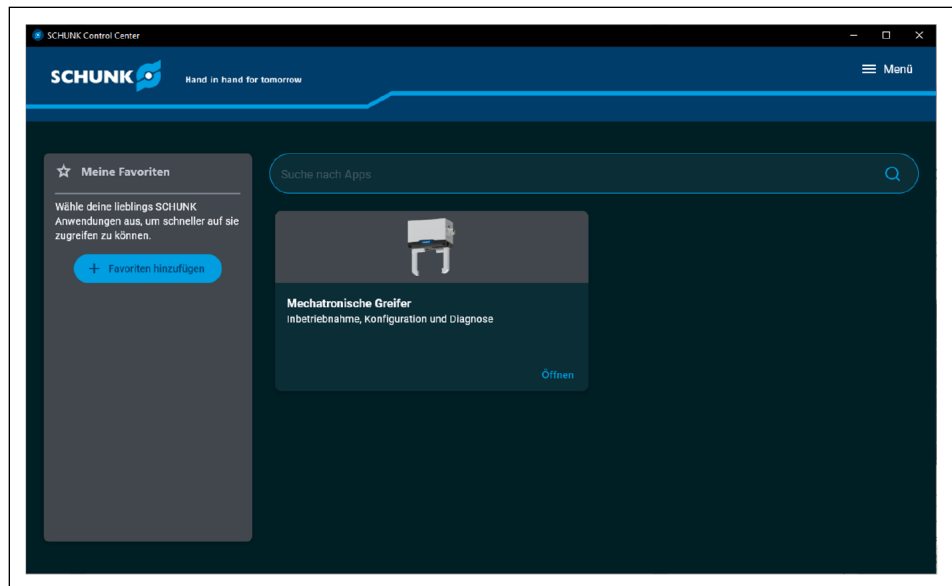 SCHUNK Control Center
SCHUNK
Hand in hand for tomorrow
Menü
Meine Favoriten
Wähle deine lieblings SCHUNK
Anwendungen aus, um schneller auf sie
zugreifen zu können.
+ Favoriten hinzufügen
Suche nach Apps
Mechatronische Greifer
Inbetriebnahme, Konfiguration und Diagnose
Öffnen